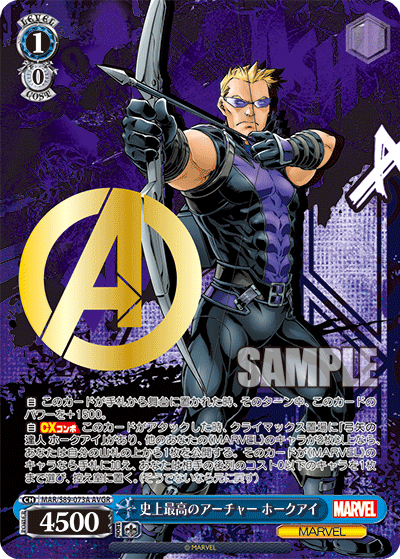 LEVEL
1
0
COST
A
SAMPLE
自 このカードが手札から舞台に置かれた時、そのターン中、このカードの
パワーを+1500。
自 CXコンボ このカードがアタックした時、クライマックス置場に「弓矢の
達人 ホークアイ」があり、他のあなたの《MARVEL》のキャラが2枚以上なら、
あなたは自分の山札の上から1枚を公開する。そのカードが《MARVEL》の
キャラなら手札に加え、あなたは相手の後列のコスト0以下のキャラを1枚
まで選び、控え室に置く。(そうでないなら元に戻す)
CH MAR/S89-073A AVGR
4500
史上最高のアーチャー ホークアイ
MARVEL
MARVEL
© MARVEL